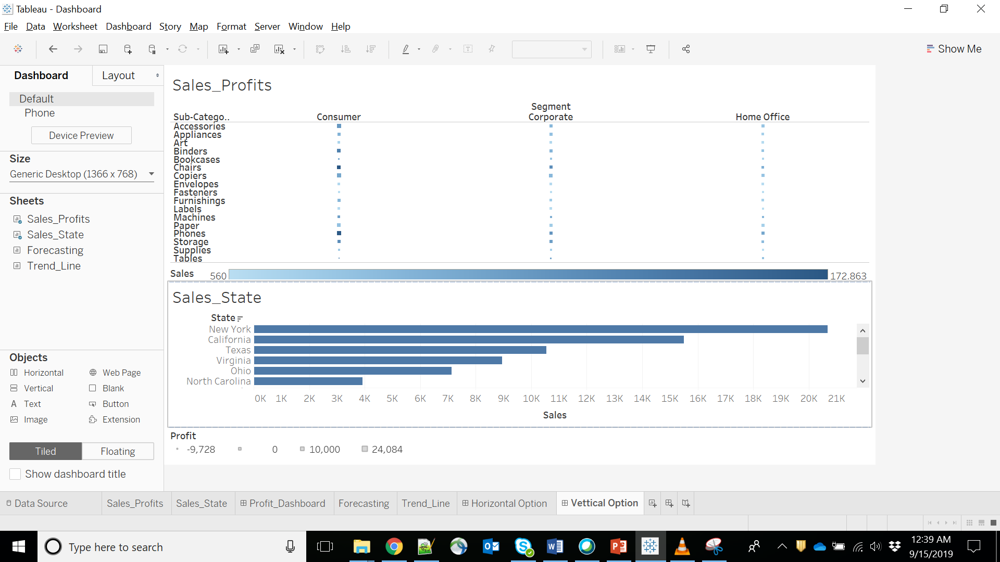 Tableau - Dashboard
File Data Worksheet Dashboard Story Map Format Server Window Help
Show Me
Dashboard Layout
Default
Phone
Device Preview
Size
Generic Desktop (1366 x 768)
Sheets
Sales_Profits
Sales_State
Forecasting
Trend_Line
Objects
Horizontal Web Page
Vertical Blank
A Text Button
Image Extension
Tiled Floating
Show dashboard title
Sales_Profits
Segment
Sub-Catego.. Consumer Corporate Home Office
Accessories
Appliances
Art
Binders
Bookcases
Chairs
Copiers
Envelopes
Fasteners
Furnishings
Labels
Machines
Paper
Phones
Storage
Supplies
Tables
Sales 560 172,863
Sales_State
State
New York
California
Texas
Virginia
Ohio
North Carolina
0K 1K 2K 3K 4K 5K 6K 7K 8K 9K 10K 11K 12K 13K 14K 15K 16K 17K 18K 19K 20K 21K
Sales
Profit
-9,728 0 10,000 24,084
Data Source Sales_Profits Sales_State Profit_Dashboard Forecasting Trend_Line Horizontal Option Vettical Option
Type here to search
12:39 AM
9/15/2019